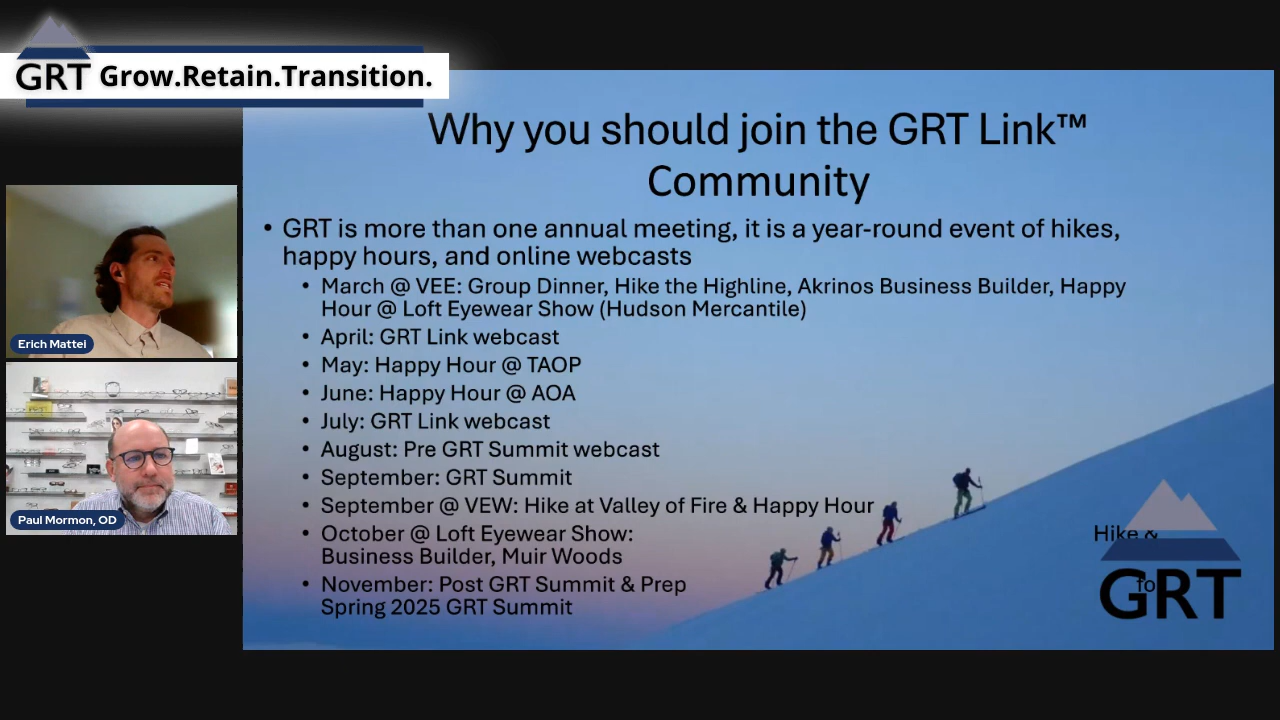 GRT Grow.Retain.Transition.
Why you should join the GRT Link™
Community
• GRT is more than one annual meeting, it is a year-round event of hikes,
happy hours, and online webcasts
• March @ VEE: Group Dinner, Hike the Highline, Akrinos Business Builder, Happy
Hour @ Loft Eyewear Show (Hudson Mercantile)
• April: GRT Link webcast
• May: Happy Hour @ TAOP
• June: Happy Hour @ AOA
• July: GRT Link webcast
• August: Pre GRT Summit webcast
• September: GRT Summit
• September @ VEW: Hike at Valley of Fire & Happy Hour
• October @ Loft Eyewear Show: Hike &
Business Builder, Muir Woods
• November: Post GRT Summit & Prep for
Spring 2025 GRT Summit
GRT
Erich Mattei
Paul Mormon, OD